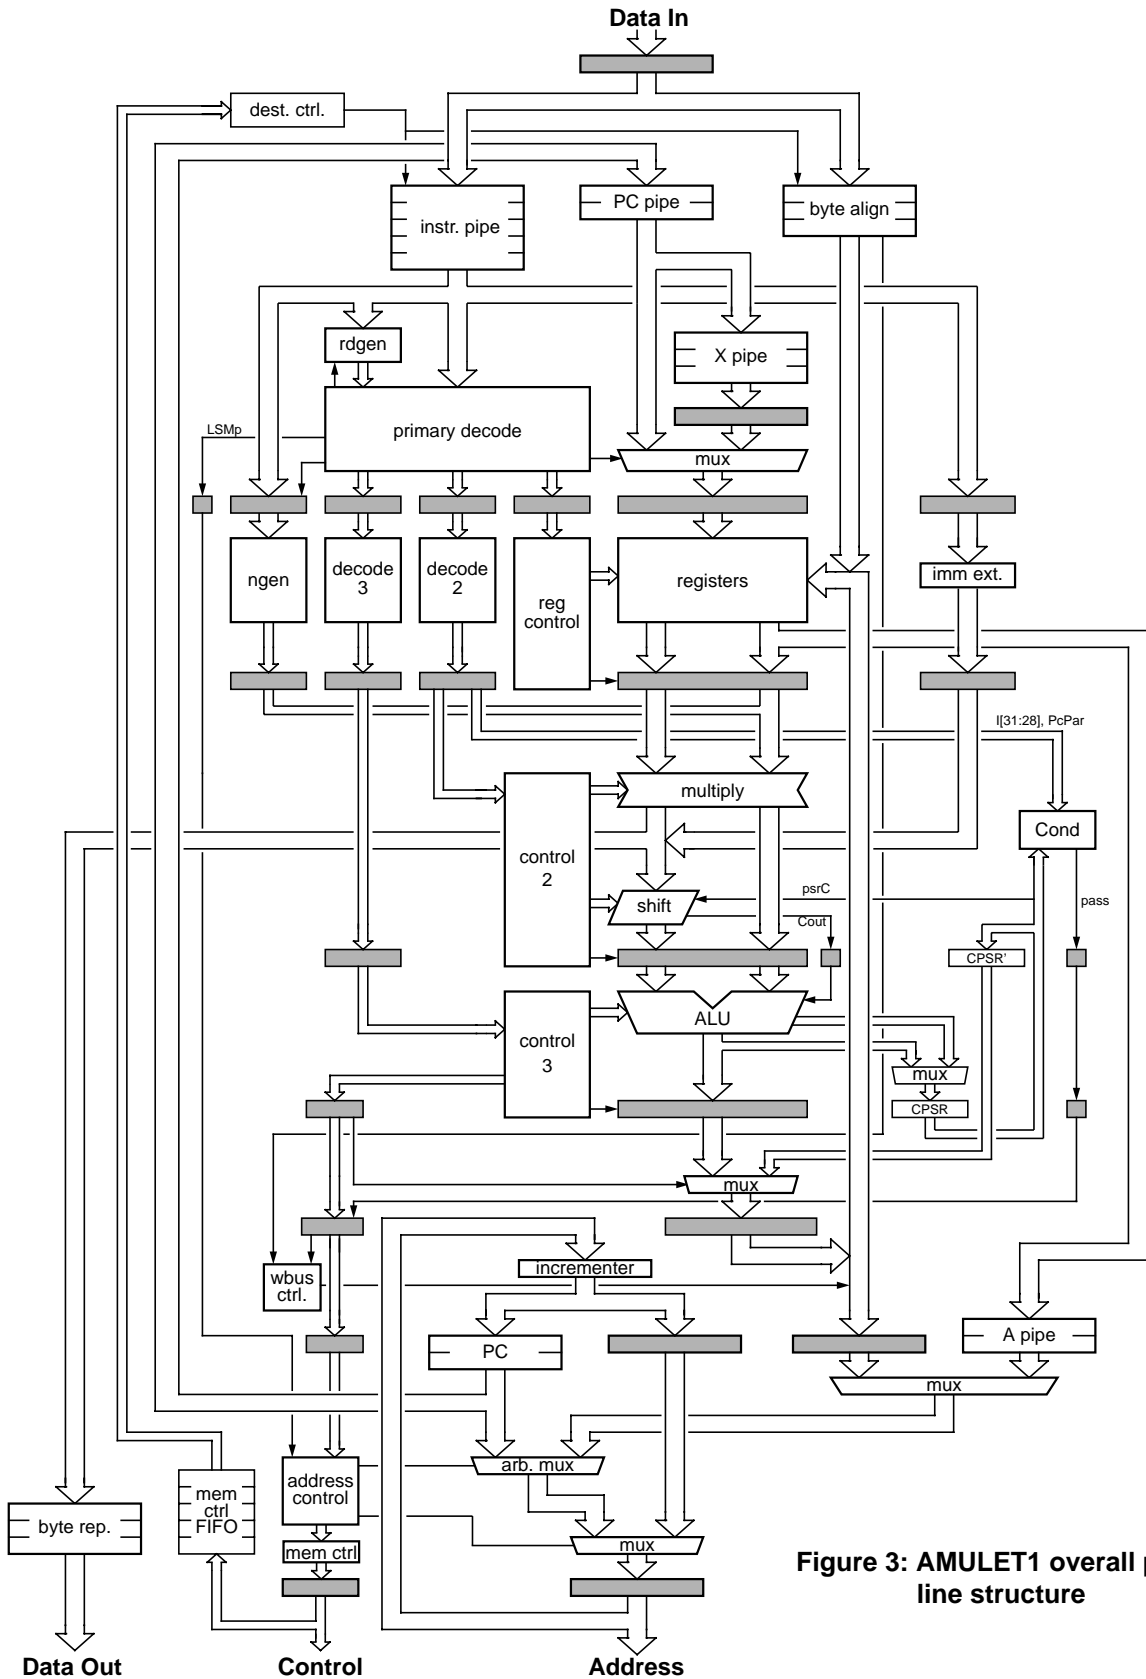 Data In
dest. ctrl.
instr. pipe
PC pipe
byte align
rdgen
X pipe
LSMp
primary decode
mux
ngen
decode
3
decode
2
reg
control
registers
imm ext.
I[31:28], PcPar
multiply
Cond
control
2
shift
psrC
Cout
pass
CPSR'
ALU
control
3
mux
CPSR
mux
wbus
ctrl.
incrementer
PC
A pipe
mux
arb. mux
address
control
mem
ctrl
FIFO
byte rep.
mem ctrl
mux
Figure 3: AMULET1 overall p
line structure
Data Out
Control
Address